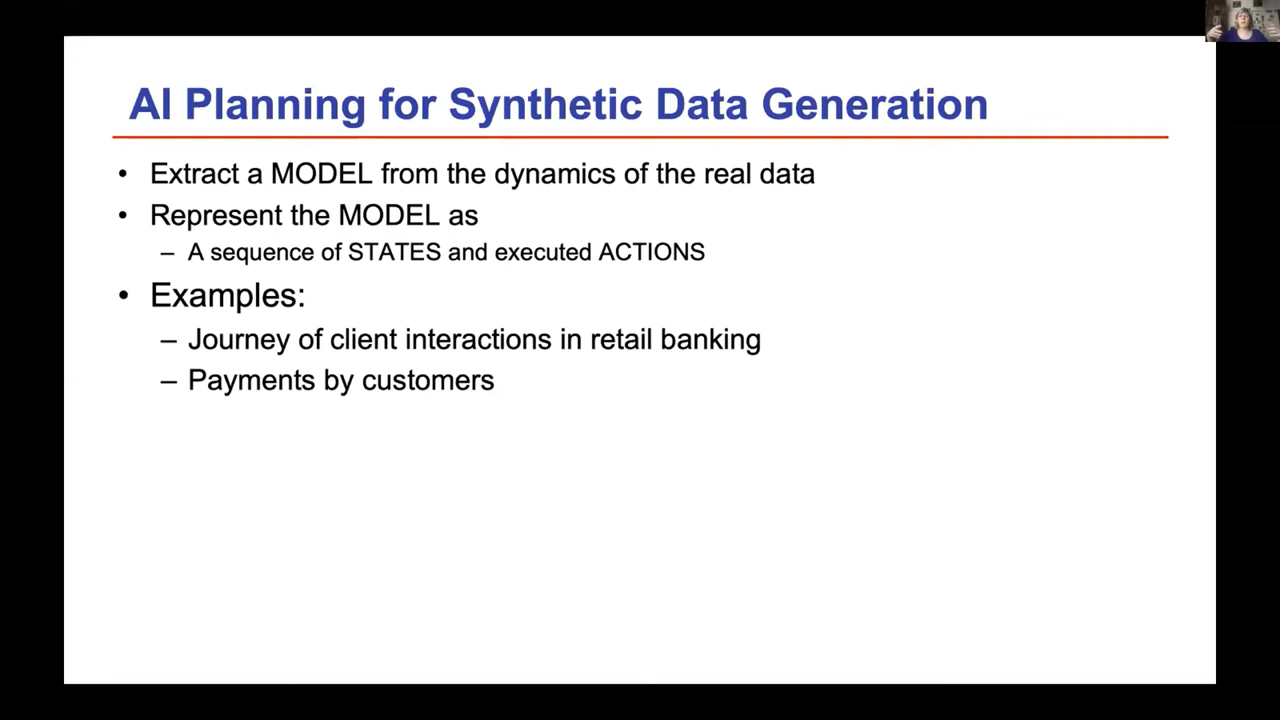 AI Planning for Synthetic Data Generation
• Extract a MODEL from the dynamics of the real data
• Represent the MODEL as
– A sequence of STATES and executed ACTIONS
• Examples:
– Journey of client interactions in retail banking
– Payments by customers